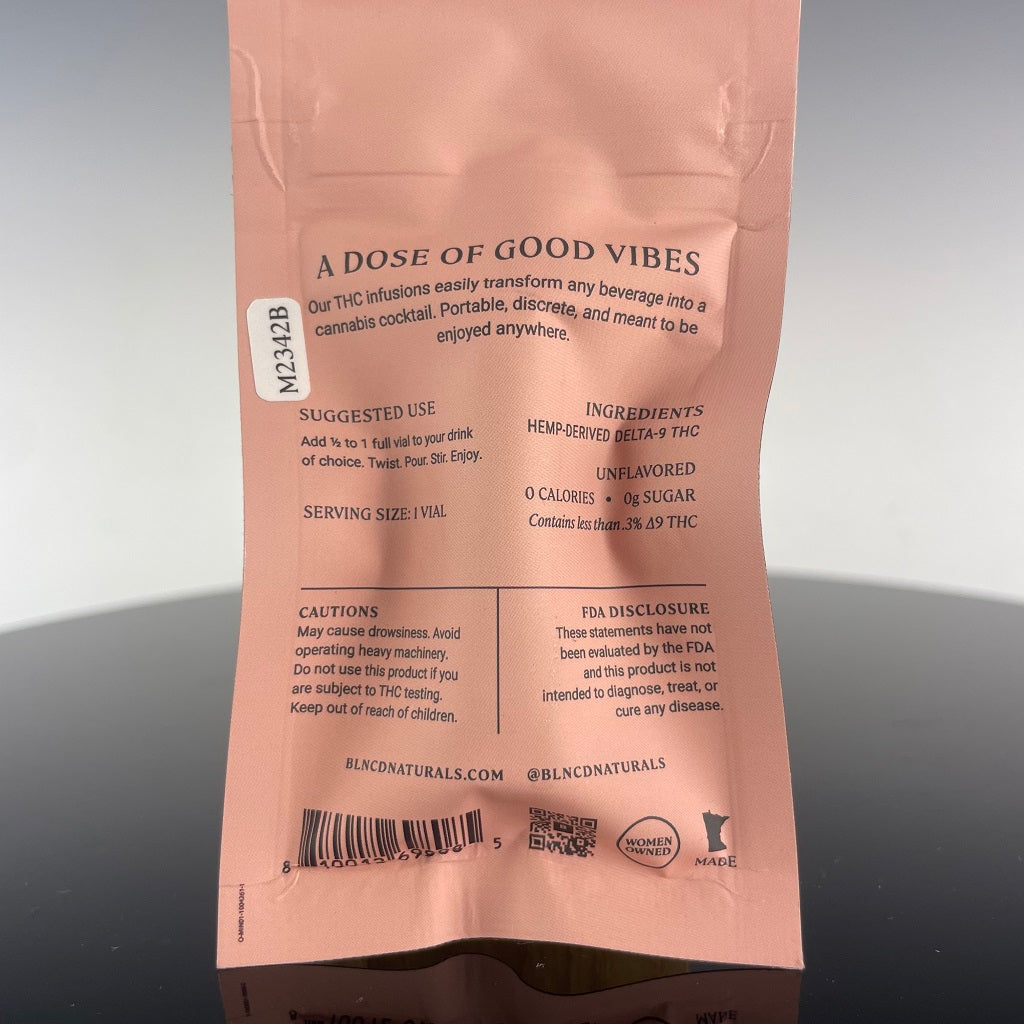 A DOSE OF GOOD VIBES
Our THC infusions easily transform any beverage into a
cannabis cocktail. Portable, discrete, and meant to be
enjoyed anywhere.
M2342B
SUGGESTED USE
Add ½ to 1 full vial to your drink
of choice. Twist. Pour. Stir. Enjoy.
SERVING SIZE: 1 VIAL
INGREDIENTS
HEMP-DERIVED DELTA-9 THC
UNFLAVORED
0 CALORIES • 0g SUGAR
Contains less than .3% Δ9 THC
CAUTIONS
May cause drowsiness. Avoid
operating heavy machinery.
Do not use this product if you
are subject to THC testing.
Keep out of reach of children.
FDA DISCLOSURE
These statements have not
been evaluated by the FDA
and this product is not
intended to diagnose, treat, or
cure any disease.
BLNCDNATURALS.COM @BLNCDNATURALS
8 5
WOMEN
OWNED
MADE